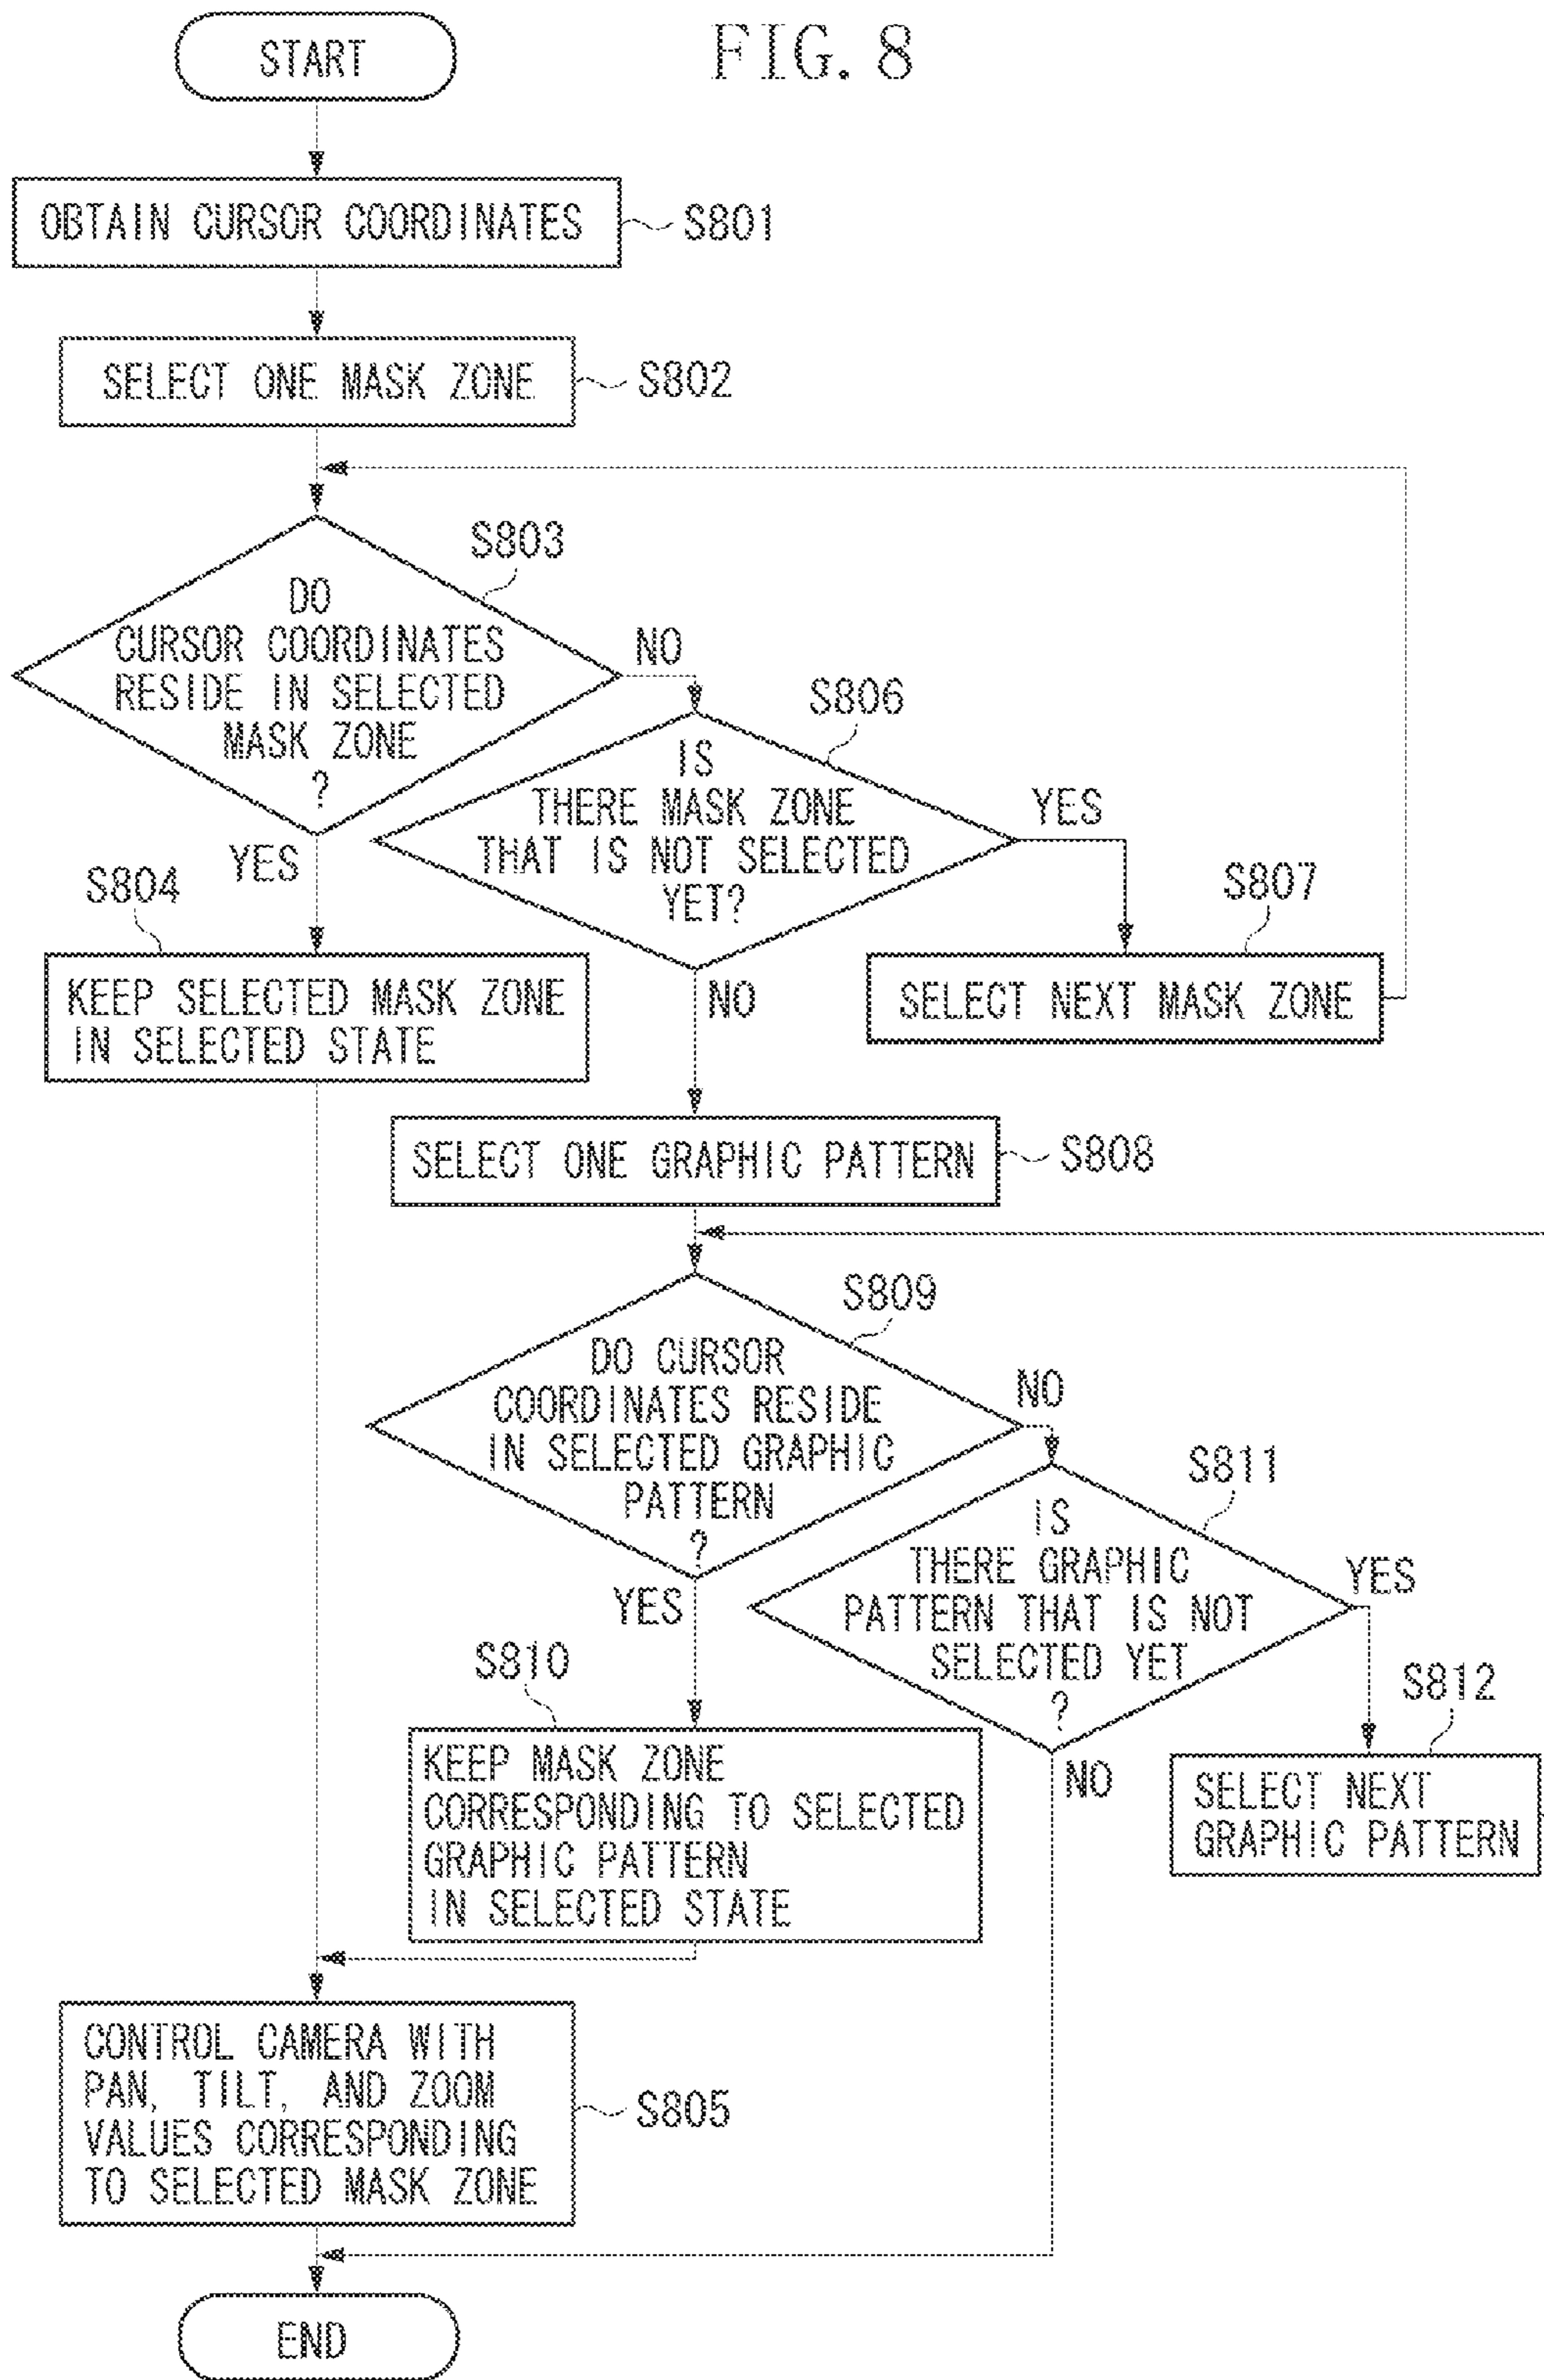 FIG. 8
START
OBTAIN CURSOR COORDINATES
S801
SELECT ONE MASK ZONE
S802
S803
DO
CURSOR COORDINATES
RESIDE IN SELECTED
MASK ZONE
?
NO
YES
S806
IS
THERE MASK ZONE
THAT IS NOT SELECTED
YET?
YES
NO
S804
KEEP SELECTED MASK ZONE
IN SELECTED STATE
S807
SELECT NEXT MASK ZONE
SELECT ONE GRAPHIC PATTERN
S808
S809
DO CURSOR
COORDINATES RESIDE
IN SELECTED GRAPHIC
PATTERN
?
NO
YES
S811
IS
THERE GRAPHIC
PATTERN THAT IS NOT
SELECTED YET
?
YES
NO
S810
KEEP MASK ZONE
CORRESPONDING TO SELECTED
GRAPHIC PATTERN
IN SELECTED STATE
S812
SELECT NEXT
GRAPHIC PATTERN
CONTROL CAMERA WITH
PAN, TILT, AND ZOOM
VALUES CORRESPONDING
TO SELECTED MASK ZONE
S805
END